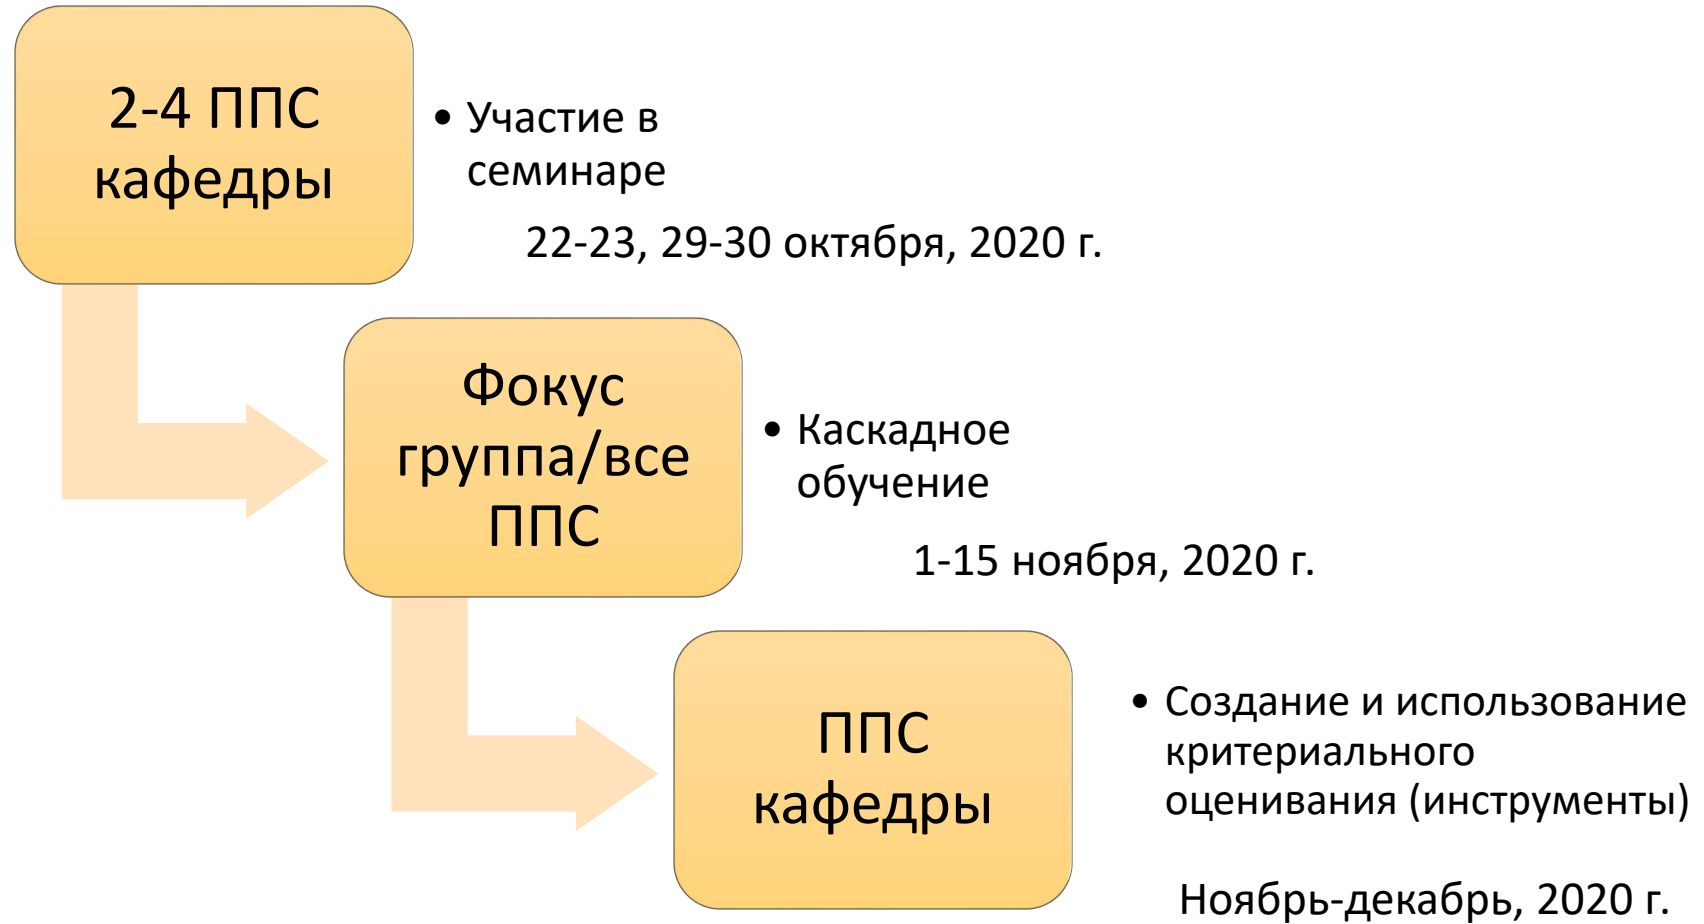 2-4 ППС
кафедры
• Участие в
семинаре
22-23, 29-30 октября, 2020 г.
Фокус
группа/все
ППС
• Каскадное
обучение
1-15 ноября, 2020 г.
ППС
кафедры
• Создание и использование
критериального
оценивания (инструменты)
Ноябрь-декабрь, 2020 г.